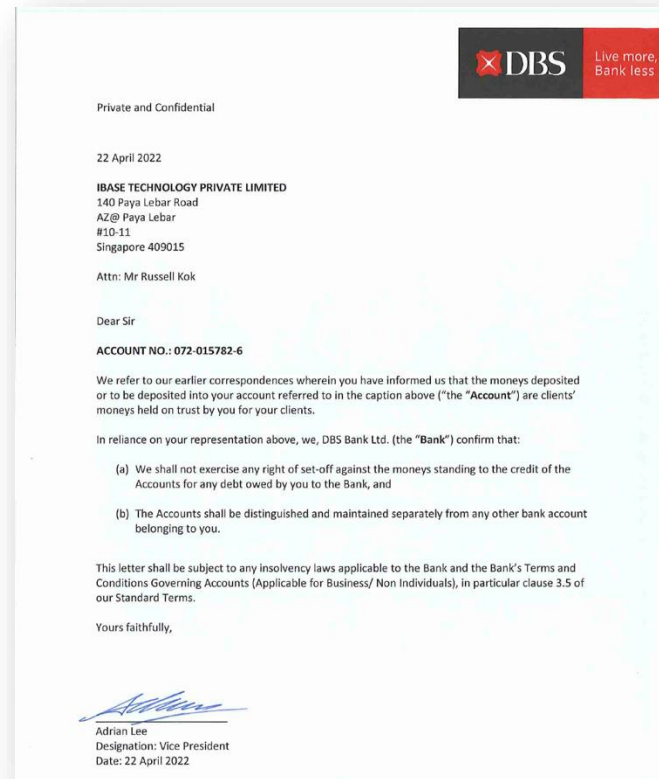 DBS
Live more,
Bank less
Private and Confidential
22 April 2022
IBASE TECHNOLOGY PRIVATE LIMITED
140 Paya Lebar Road
AZ@ Paya Lebar
#10-11
Singapore 409015
Attn: Mr Russell Kok
Dear Sir
ACCOUNT NO.: 072-015782-6
We refer to our earlier correspondences wherein you have informed us that the moneys deposited
or to be deposited into your account referred to in the caption above ("the "Account") are clients'
moneys held on trust by you for your clients.
In reliance on your representation above, we, DBS Bank Ltd. (the "Bank") confirm that:
(a) We shall not exercise any right of set-off against the moneys standing to the credit of the
Accounts for any debt owed by you to the Bank, and
(b) The Accounts shall be distinguished and maintained separately from any other bank account
belonging to you.
This letter shall be subject to any insolvency laws applicable to the Bank and the Bank's Terms and
Conditions Governing Accounts (Applicable for Business/ Non Individuals), in particular clause 3.5 of
our Standard Terms.
Yours faithfully,
Adrian Lee
Designation: Vice President
Date: 22 April 2022